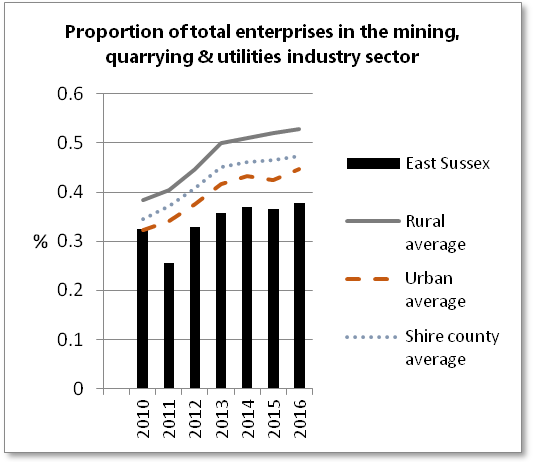 Proportion of total enterprises in the mining,
quarrying & utilities industry sector
0.6
0.5
0.4
0.3
0.2
0.1
0
%
2010
2011
2012
2013
2014
2015
2016
East Sussex
Rural
average
Urban
average
Shire county
average